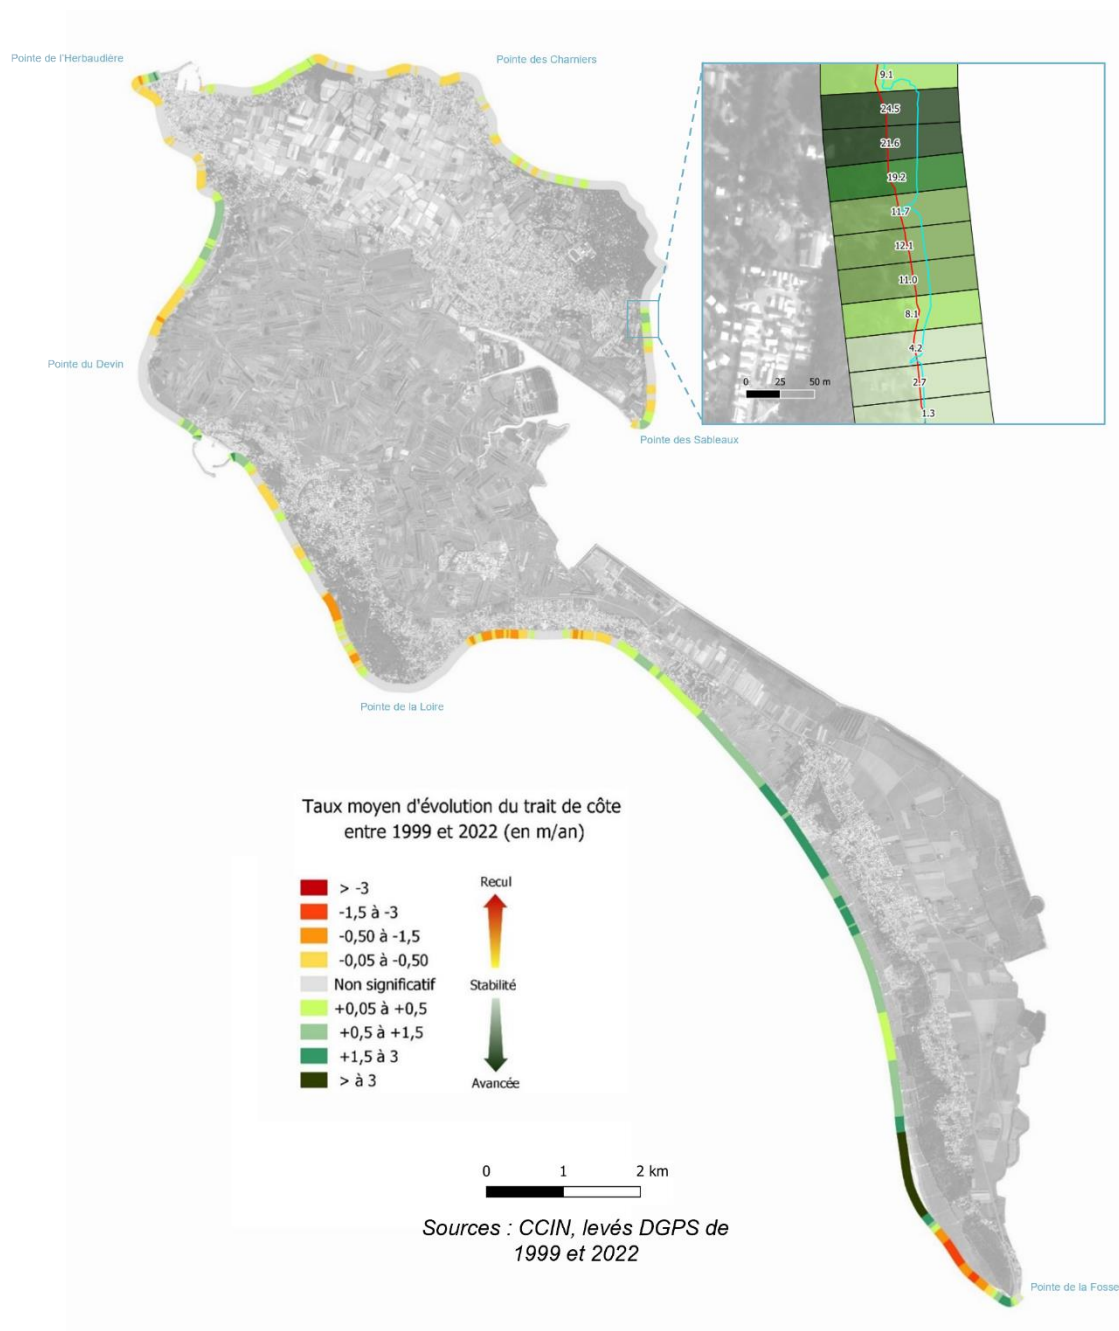 Pointe de l'Herbaudière
Pointe des Charniers
9.1
24.5
21.6
19.2
11.7
12.1
11.0
8.1
4.2
2.7
1.3
0 25 50 m
Pointe du Devin
Pointe des Sableaux
Pointe de la Loire
Taux moyen d'évolution du trait de côte
entre 1999 et 2022 (en m/an)
> -3
-1,5 à -3
-0,50 à -1,5
-0,05 à -0,50
Non significatif
+0,05 à +0,5
+0,5 à +1,5
+1,5 à 3
> à 3
Recul
Stabilité
Avancée
0 1 2 km
Sources : CCIN, levés DGPS de
1999 et 2022
Pointe de la Fosse